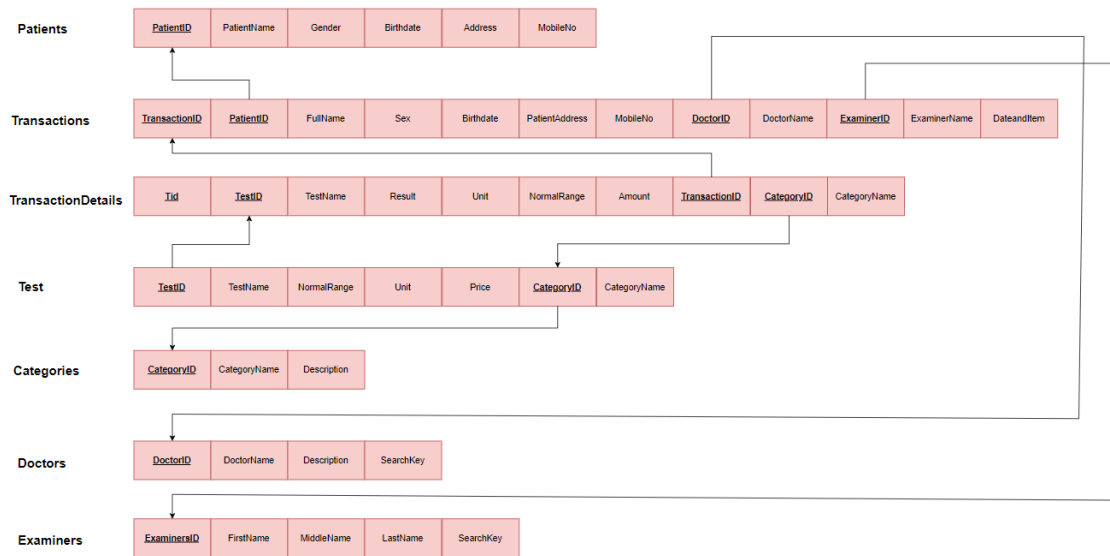 Patients PatientID PatientName Gender Birthdate Address MobileNo
Transactions TransactionID PatientID FullName Sex Birthdate PatientAddress MobileNo DoctorID DoctorName ExaminerID ExaminerName DateandItem
TransactionDetails Tid TestID TestName Result Unit NormalRange Amount TransactionID CategoryID CategoryName
Test TestID TestName NormalRange Unit Price CategoryID CategoryName
Categories CategoryID CategoryName Description
Doctors DoctorID DoctorName Description SearchKey
Examiners ExaminersID FirstName MiddleName LastName SearchKey